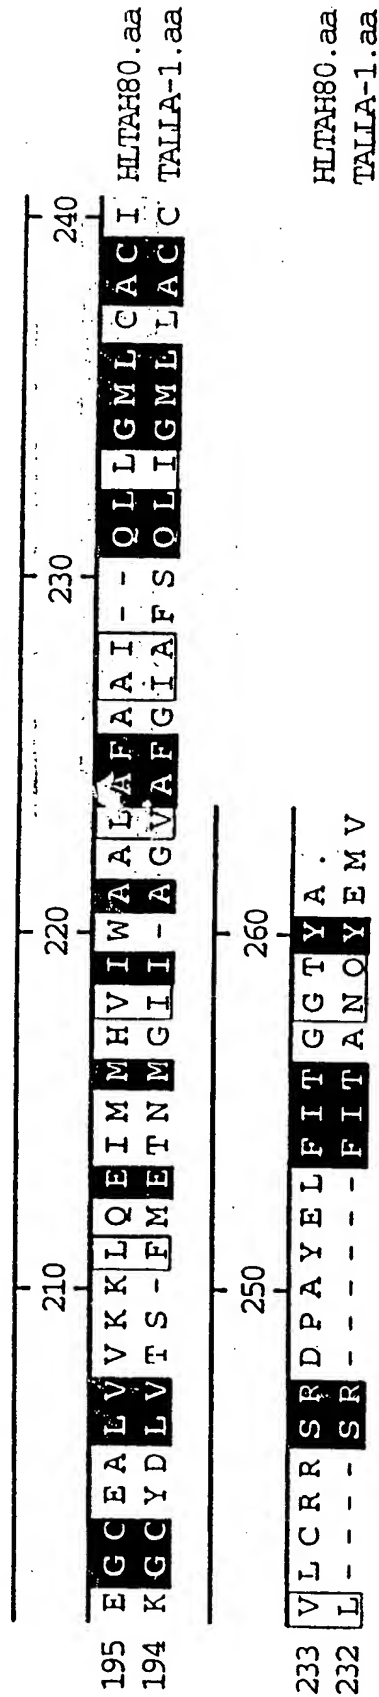 210 220 230 240
195 E G C E A L V V K K L Q E I M M H V I W A A L A F A A I - - Q L L G M L C A C I HLTAH80.aa
194 K G C Y D L V T S - F M E T N M G I I - A G V A F G I A F S Q L I G M L L A C C TALLA-1.aa
250 260
233 V L C R R S R D P A Y E L F I T G G T Y A . HLTAH80.aa
232 L - - - - S R - - - - - - F I T A N Q Y E M V TALLA-1.aa